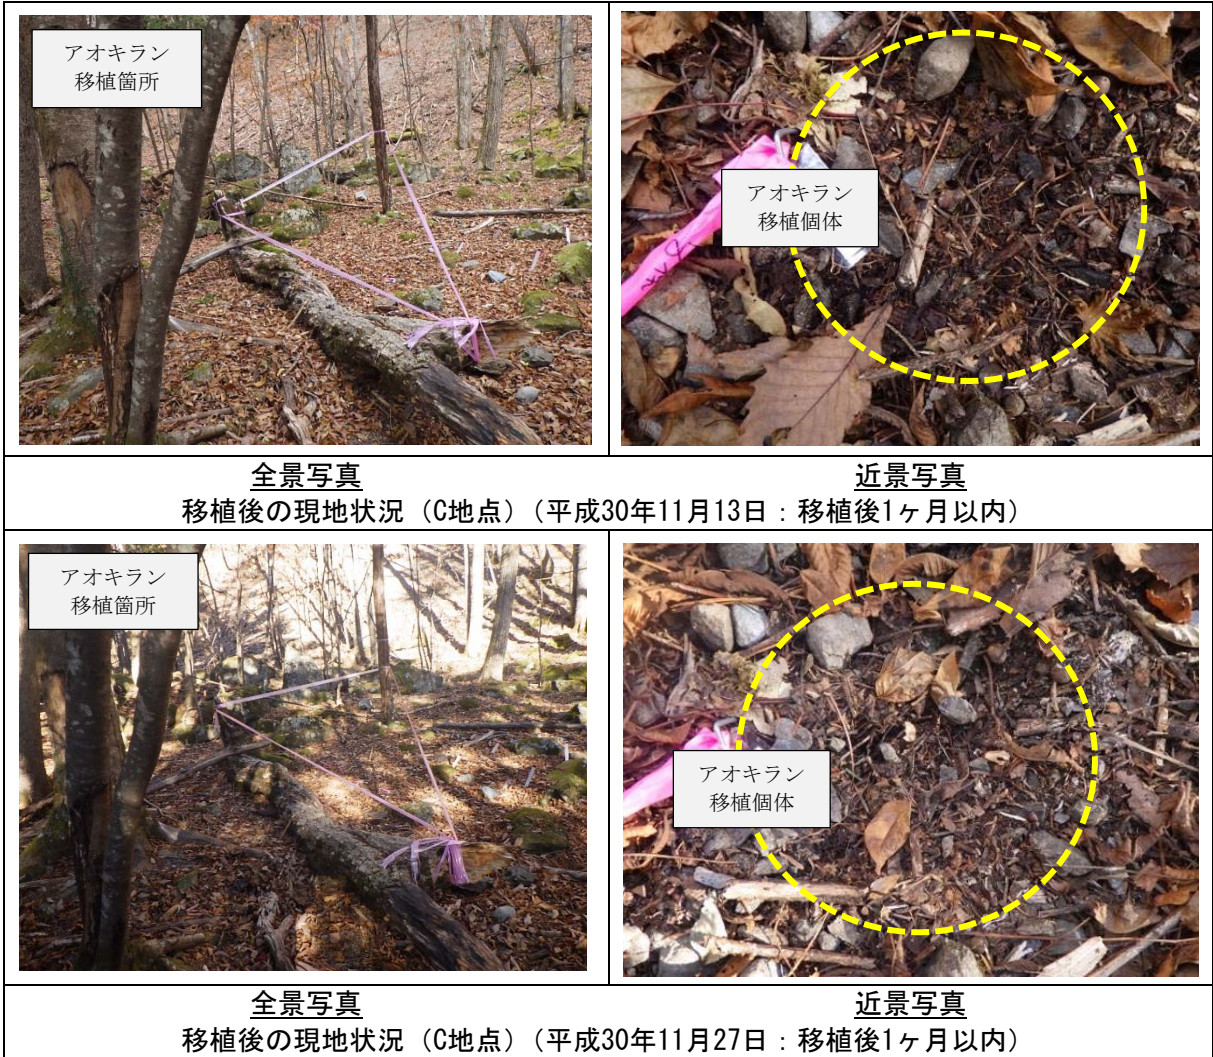 アオキラン
移植箇所
アオキラン
移植個体
全景写真
近景写真
移植後の現地状況（C地点）（平成30年11月13日：移植後1ヶ月以内）
アオキラン
移植箇所
アオキラン
移植個体
全景写真
近景写真
移植後の現地状況（C地点）（平成30年11月27日：移植後1ヶ月以内）